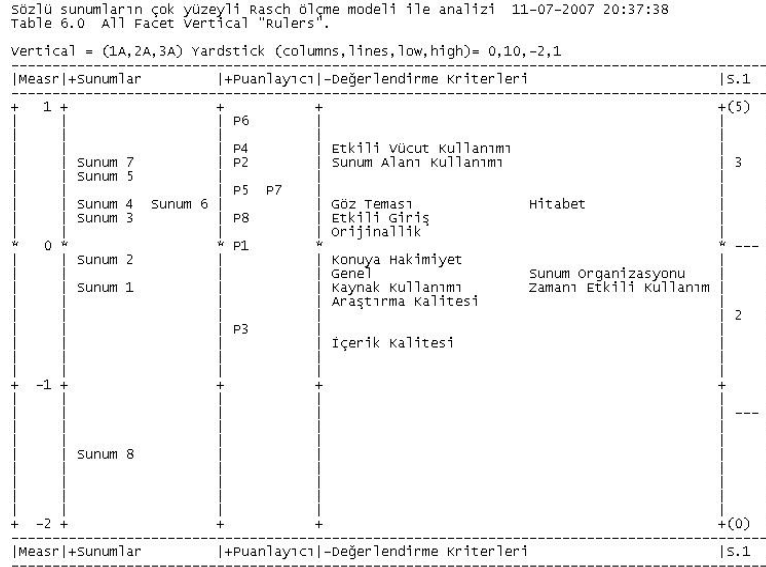 Sözlü sunumların çok yüzeyli Rasch ölçme modeli ile analizi  11-07-2007 20:37:38
Table 6.0  All Facet Vertical "Rulers".
Vertical = (1A,2A,3A) Yardstick (columns,lines,low,high)= 0,10,-2,1
|Measr|+Sunumlar |+Puanlayıcı|-Değerlendirme Kriterleri |S.1
+ 1 + + + +(5)
P6
P4 Etkili Vücut Kullanımı
Sunum 7 P2 Sunum Alanı Kullanımı 3
Sunum 5
P5 P7
Sunum 4 Sunum 6 Göz Teması Hitabet
Sunum 3 P8 Etkili Giriş
Orijinallik
* 0 * * P1 * * ---
Sunum 2 Konuya Hakimiyet
Genel Sunum Organizasyonu
Sunum 1 Kaynak Kullanımı Zamanı Etkili Kullanım
Araştırma Kalitesi
2
P3
İçerik Kalitesi
+ -1 + + + +
---
Sunum 8
+ -2 + + + +(0)
|Measr|+Sunumlar |+Puanlayıcı|-Değerlendirme Kriterleri |S.1